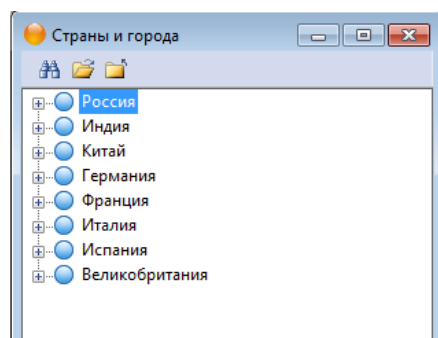 Страны и города
Россия
Индия
Китай
Германия
Франция
Италия
Испания
Великобритания